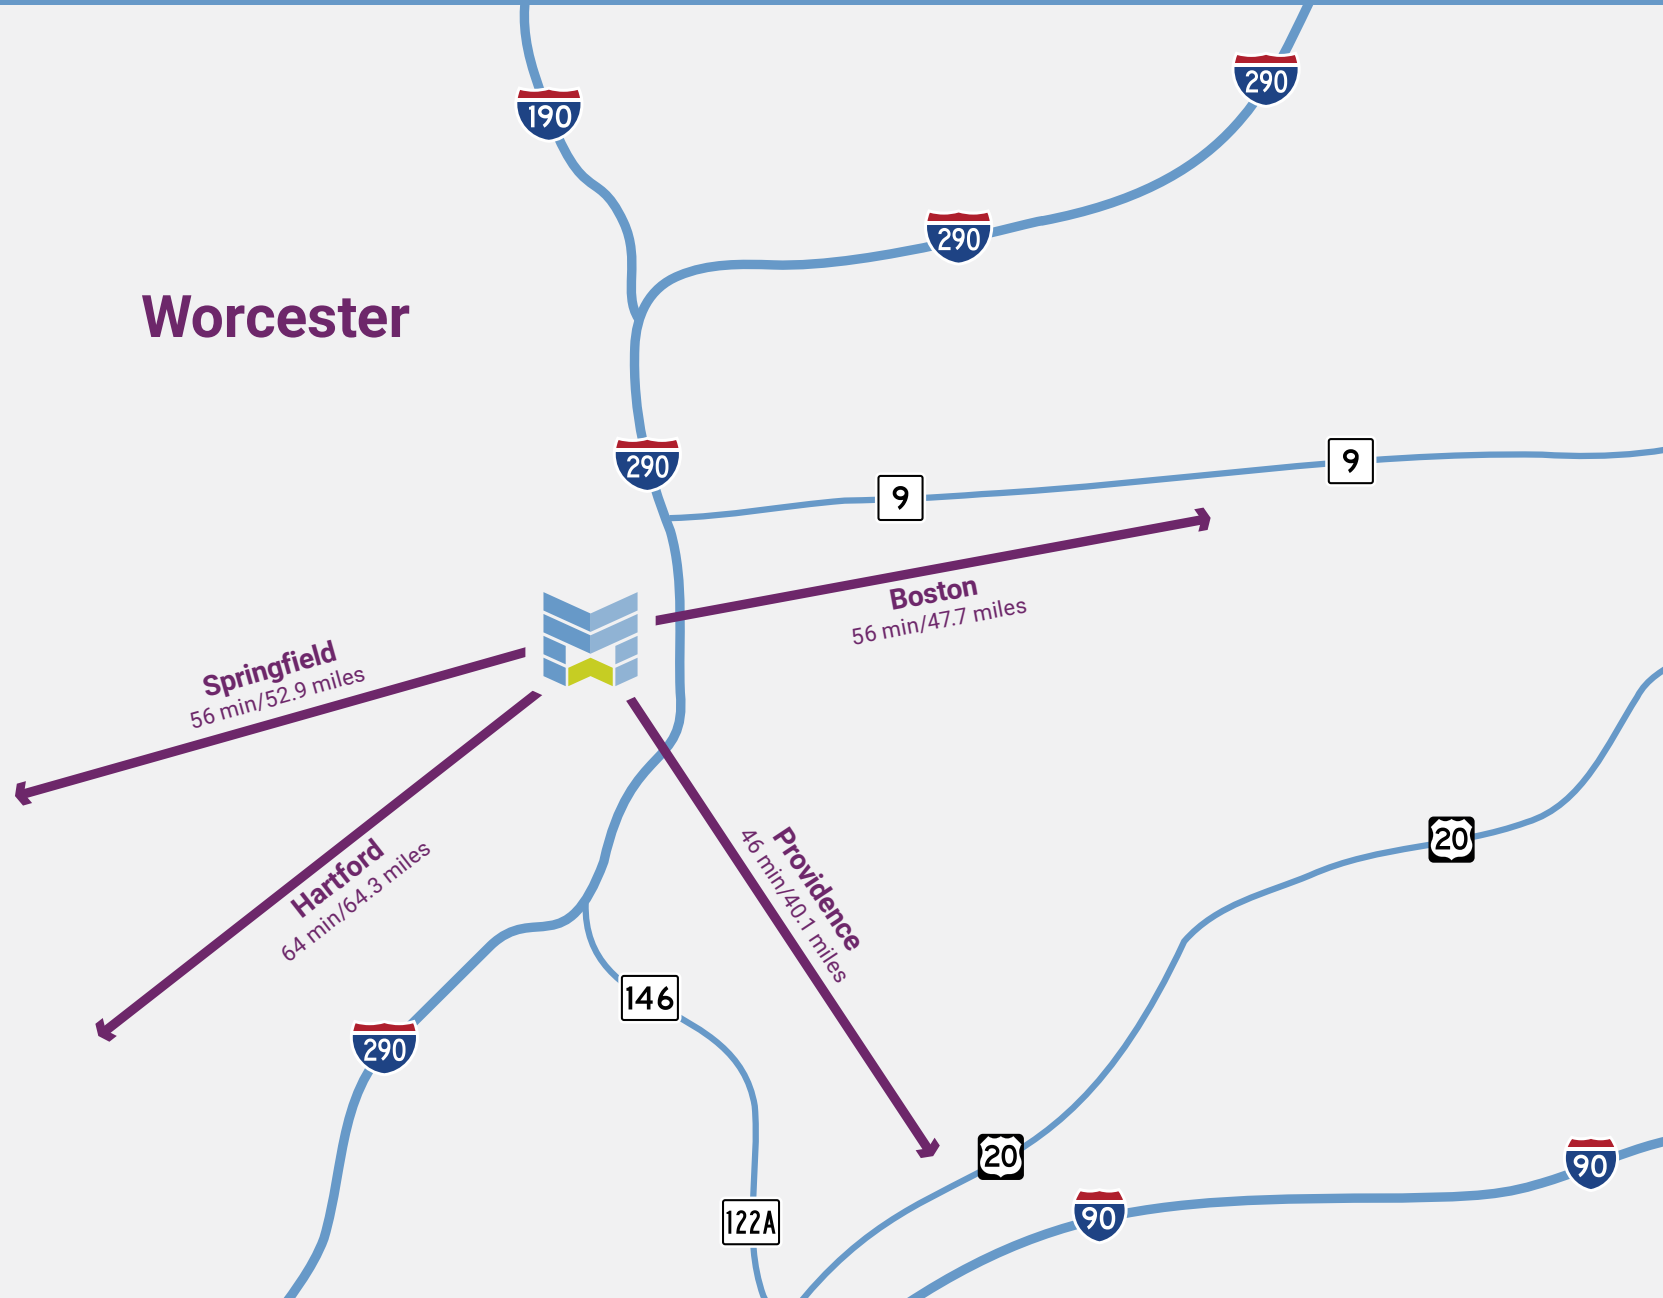 290
190
290
Worcester
9
290
9
Boston
56 min/47.7 miles
Springfield
56 min/52.9 miles
20
Hartford
64 min/64.3 miles
Providence
46 min/40.1 miles
146
290
20
90
90
122A